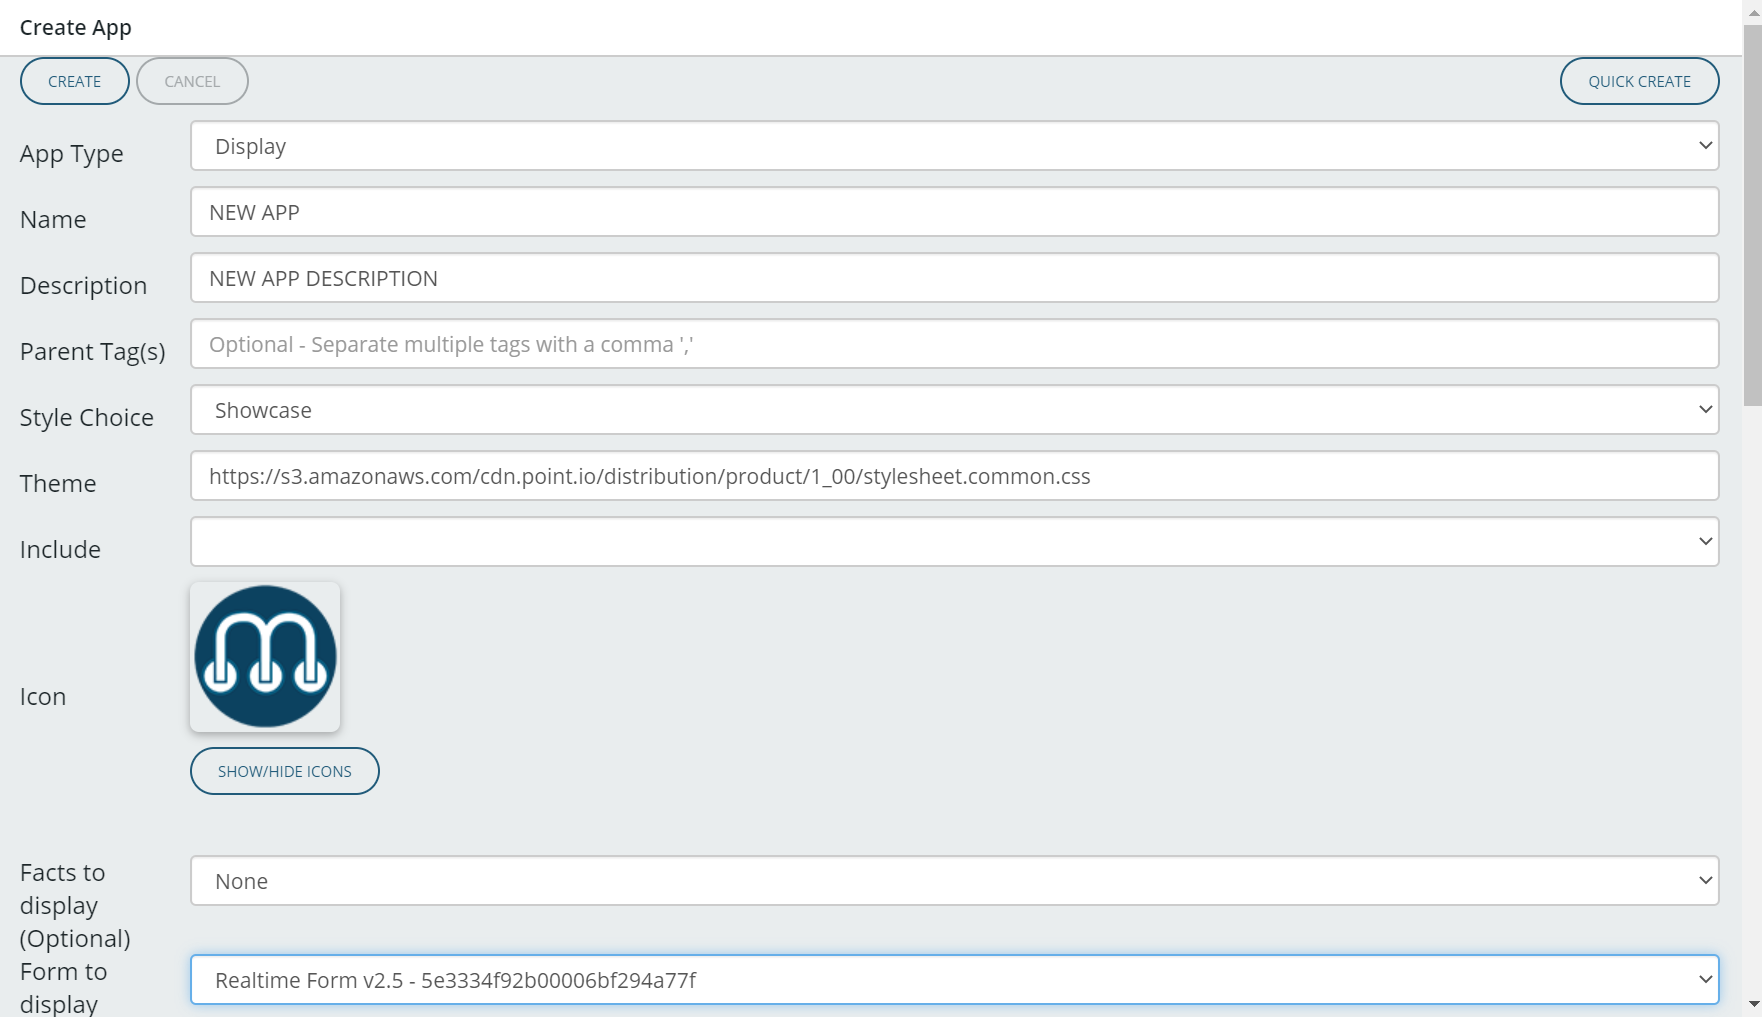 Create App
CREATE CANCEL QUICK CREATE
App Type Display
Name NEW APP
Description NEW APP DESCRIPTION
Parent Tag(s) Optional - Separate multiple tags with a comma ','
Style Choice Showcase
Theme https://s3.amazonaws.com/cdn.point.io/distribution/product/1_00/stylesheet.common.css
Include
Icon
SHOW/HIDE ICONS
Facts to
display
(Optional)
None
Form to
display
Realtime Form v2.5 - 5e3334f92b00006bf294a77f